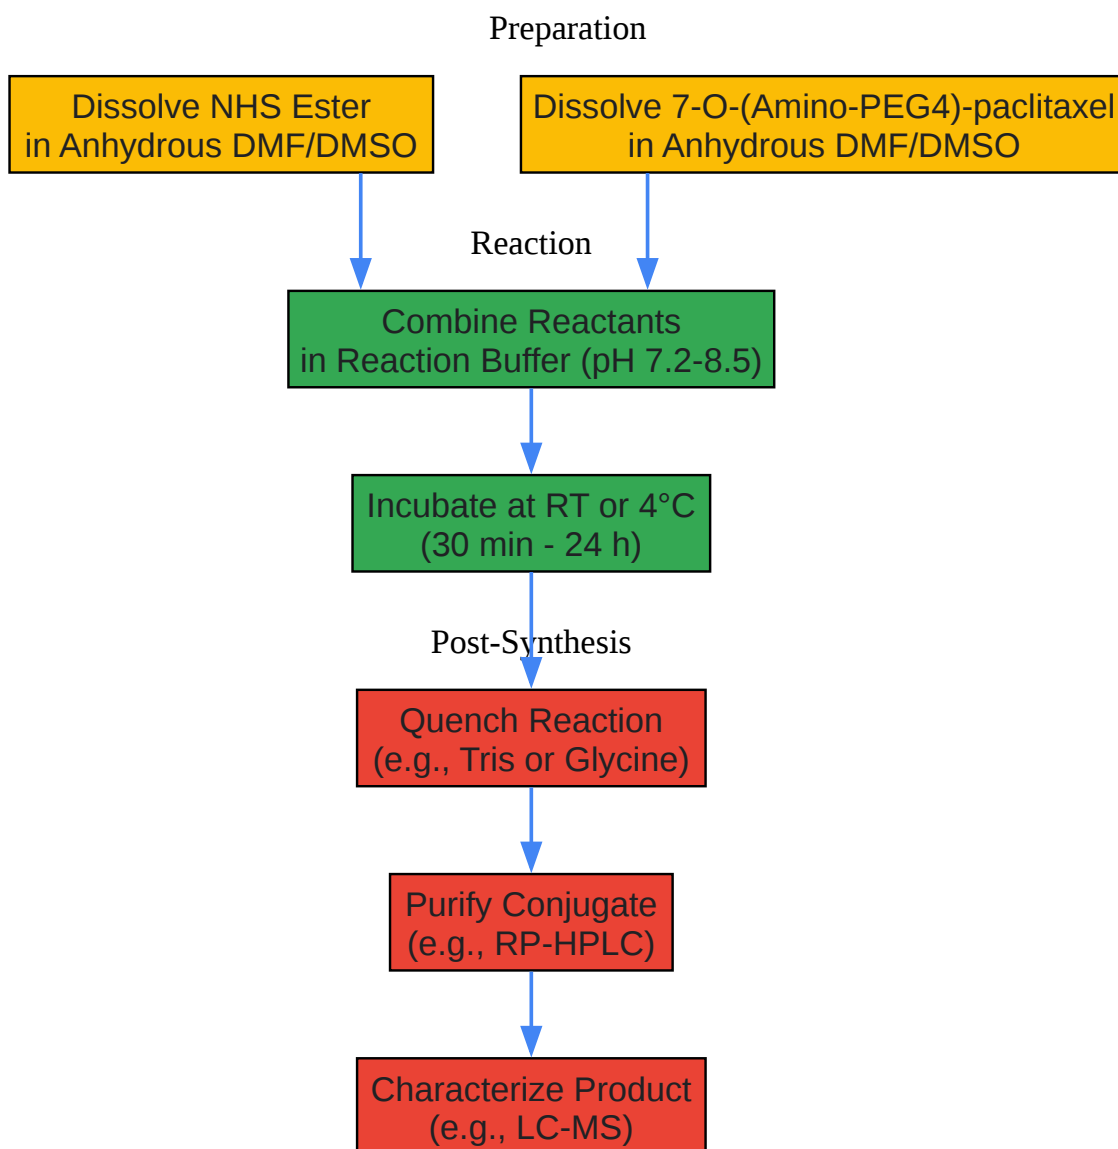 Preparation
Dissolve NHS Ester
in Anhydrous DMF/DMSO
Dissolve 7-O-(Amino-PEG4)-paclitaxel
in Anhydrous DMF/DMSO
Reaction
Combine Reactants
in Reaction Buffer (pH 7.2-8.5)
Incubate at RT or 4°C
(30 min - 24 h)
Post-Synthesis
Quench Reaction
(e.g., Tris or Glycine)
Purify Conjugate
(e.g., RP-HPLC)
Characterize Product
(e.g., LC-MS)